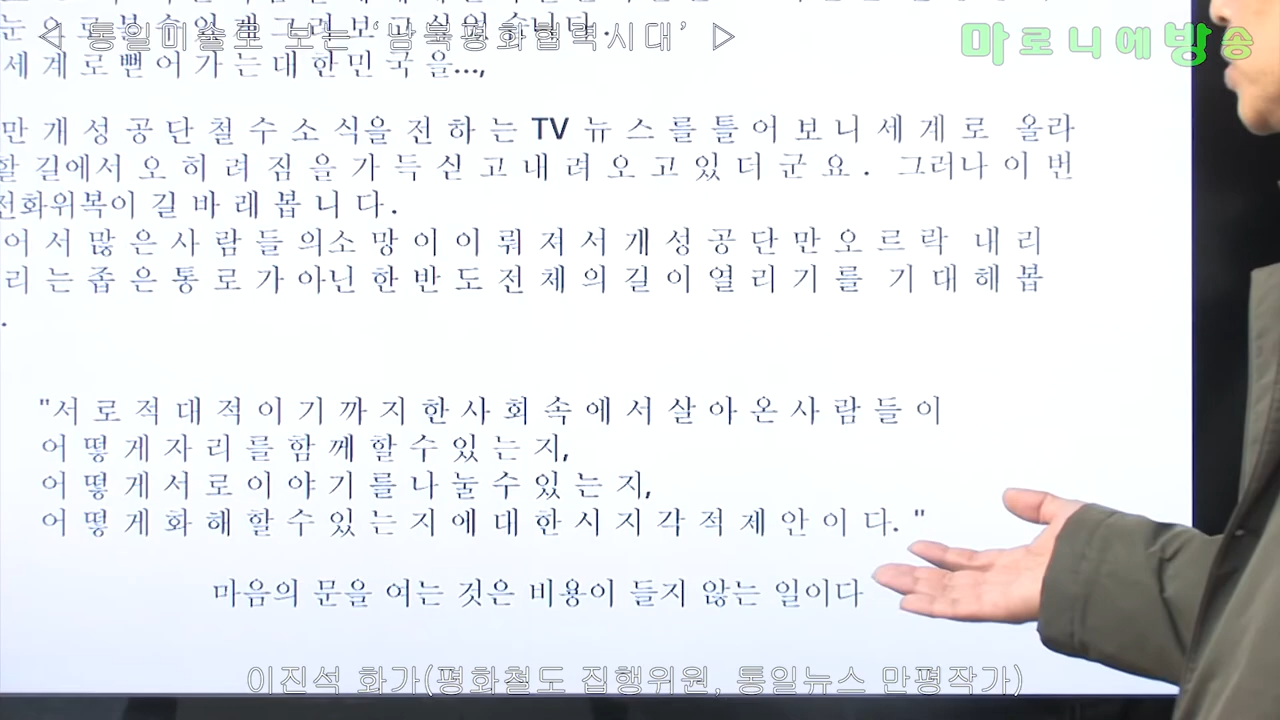 ◁ 통일미술로 보는 ‘남북평화협력시대’ ▷
마로니에방송
세계로뻗어가는대한민국을...,
만개성공단철수소식을전하는TV뉴스를틀어보니세계로 올라
할길에서오히려짐을가득싣고내려오고있더군요. 그러나이번
전화위복이길바래봅니다.
어서많은사람들의소망이이뤄져서개성공단만오르락 내리
리는좁은통로가아닌한반도전체의길이열리기를 기대해봅
.
"서로적대적이기까지한사회속에서살아온사람들이
어떻게자리를함께할수있는지,
어떻게서로이야기를나눌수있는지,
어떻게화해할수있는지에대한시지각적제안이다."
마음의 문을 여는 것은 비용이 들지 않는 일이다
이진석 화가(평화철도 집행위원, 통일뉴스 만평작가)